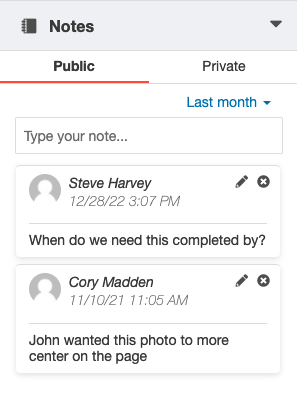 Notes
Public Private
Last month
Type your note...
Steve Harvey
12/28/22 3:07 PM
When do we need this completed by?
Cory Madden
11/10/21 11:05 AM
John wanted this photo to more
center on the page